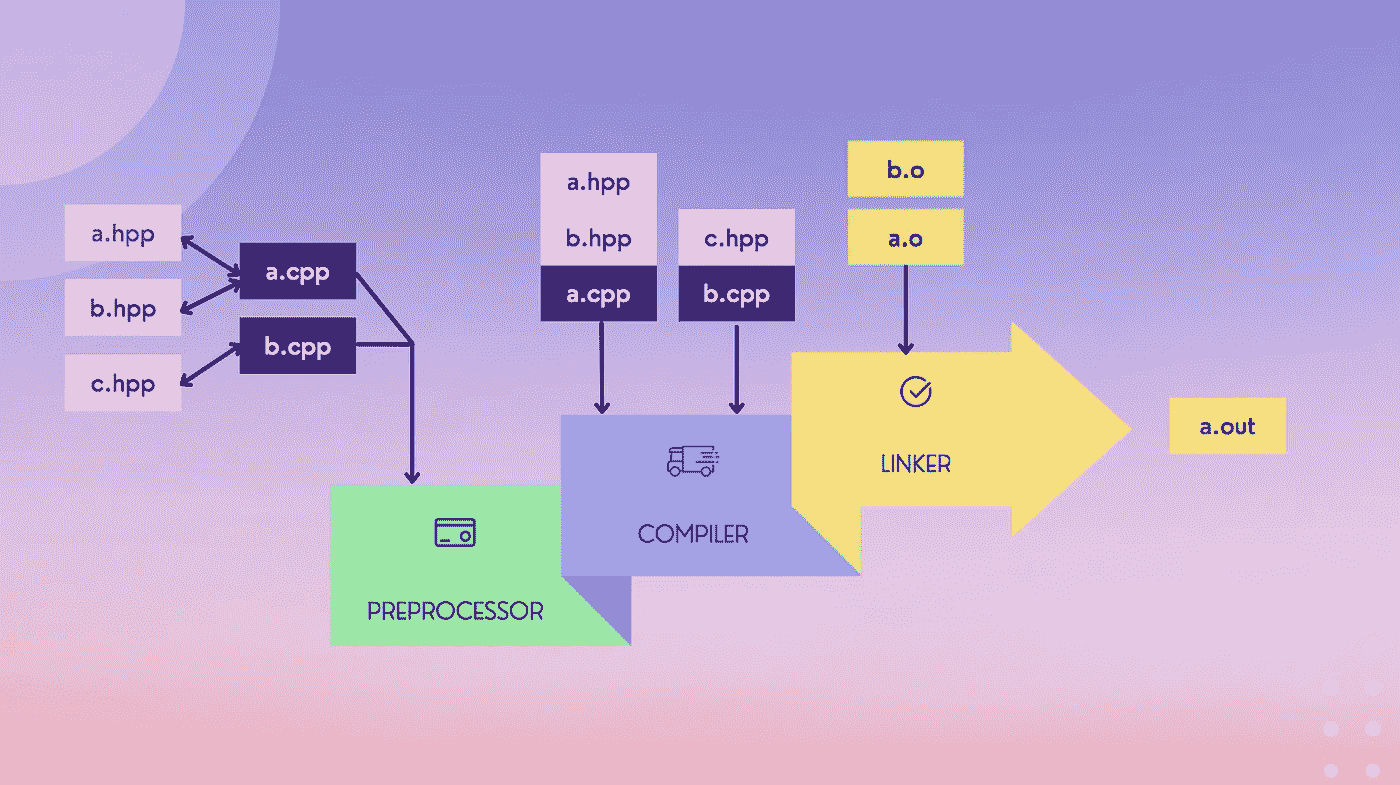 a.hpp
b.hpp
c.hpp
a.cpp
b.cpp
PREPROCESSOR
a.hpp
b.hpp
a.cpp
c.hpp
b.cpp
COMPILER
b.o
a.o
LINKER
a.out